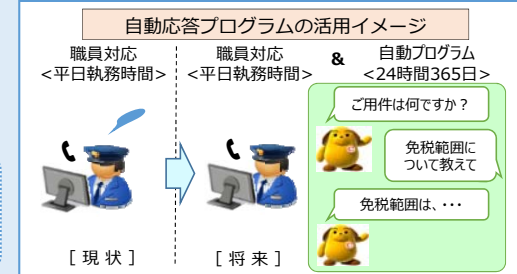 自動応答プログラムの活用イメージ
職員対応
<平日執務時間>
職員対応
<平日執務時間>
&
自動プログラム
<24時間365日>
ご用件は何ですか？
免税範囲に
ついて教えて
免税範囲は、・・・
[ 現 状 ]
[ 将 来 ]